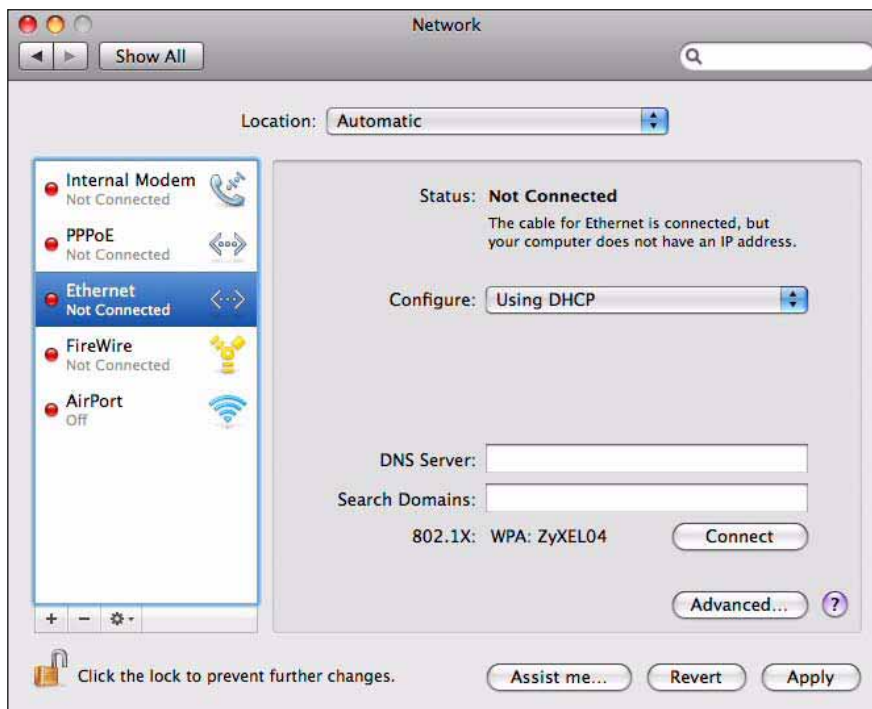 Network
Show All
Location: Automatic
Internal Modem
Not Connected
PPPoE
Not Connected
Ethernet
Not Connected
FireWire
Not Connected
AirPort
Off
Status: Not Connected
The cable for Ethernet is connected, but
your computer does not have an IP address.
Configure: Using DHCP
DNS Server:
Search Domains:
802.1X: WPA: ZyXEL04 Connect
Advanced... ?
+ −
Click the lock to prevent further changes.
Assist me... Revert Apply